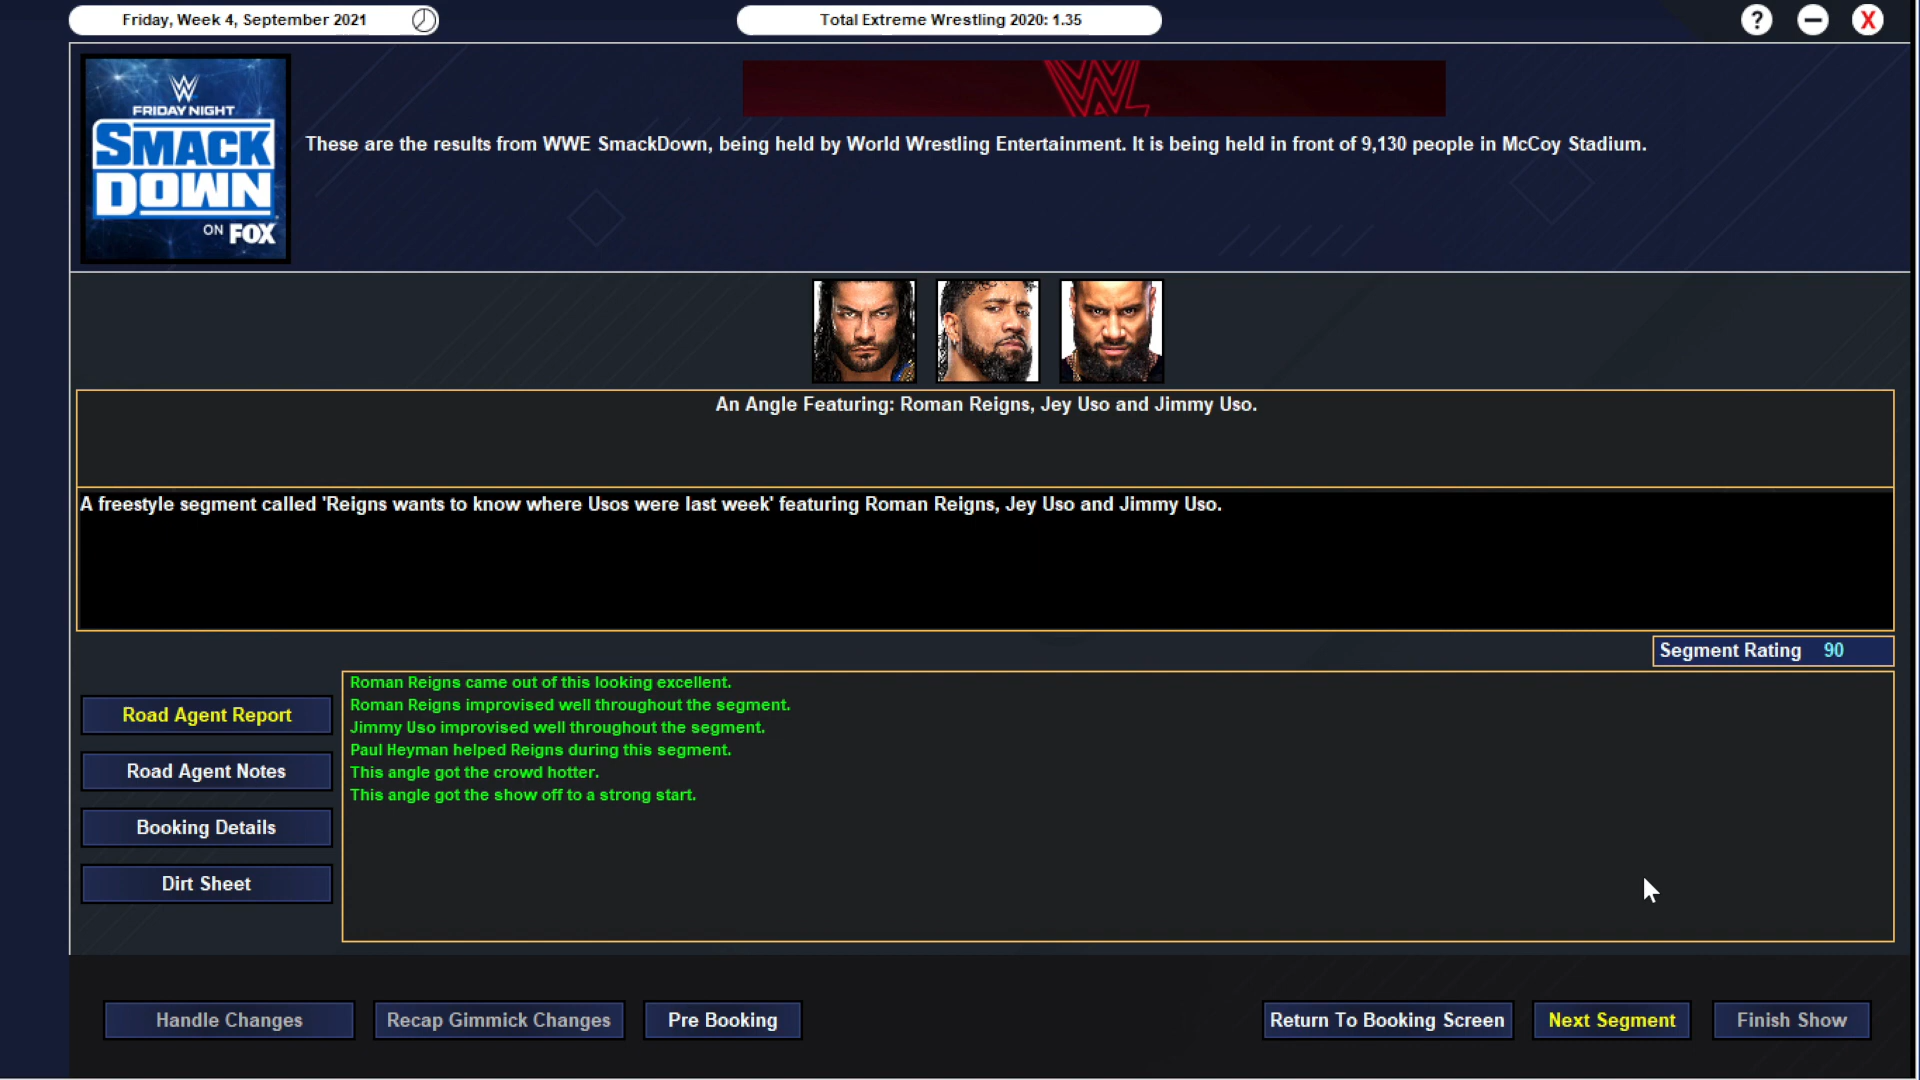 Friday, Week 4, September 2021
Total Extreme Wrestling 2020: 1.35
?
X
W
FRIDAY NIGHT
SMACK
DOWN
ON FOX
These are the results from WWE SmackDown, being held by World Wrestling Entertainment. It is being held in front of 9,130 people in McCoy Stadium.
An Angle Featuring: Roman Reigns, Jey Uso and Jimmy Uso.
A freestyle segment called 'Reigns wants to know where Usos were last week' featuring Roman Reigns, Jey Uso and Jimmy Uso.
Segment Rating 90
Road Agent Report
Road Agent Notes
Booking Details
Dirt Sheet
Roman Reigns came out of this looking excellent.
Roman Reigns improvised well throughout the segment.
Jimmy Uso improvised well throughout the segment.
Paul Heyman helped Reigns during this segment.
This angle got the crowd hotter.
This angle got the show off to a strong start.
Handle Changes
Recap Gimmick Changes
Pre Booking
Return To Booking Screen
Next Segment
Finish Show